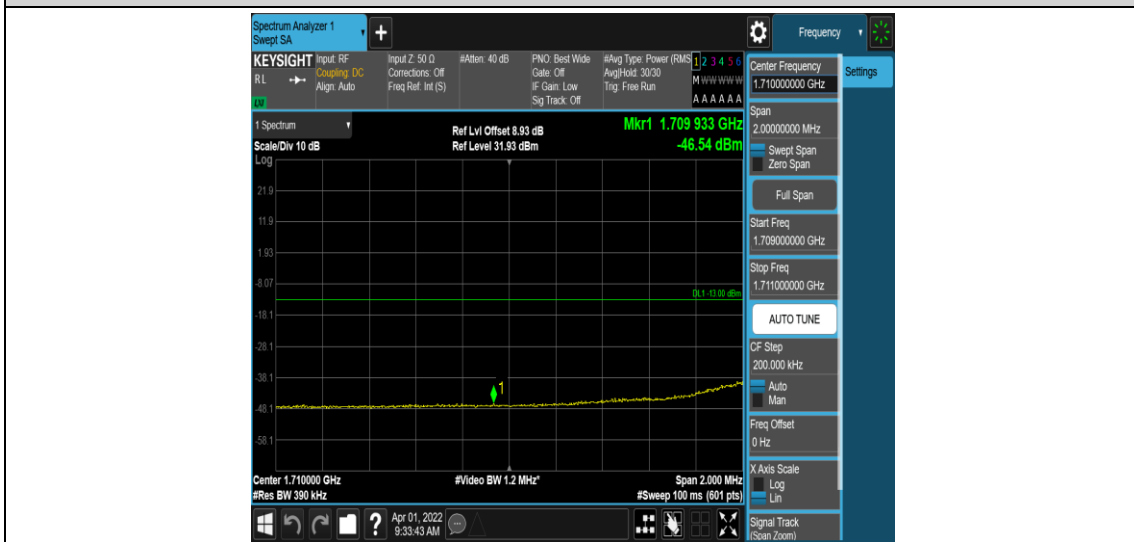 Spectrum Analyzer 1
Swept SA
+
Frequency
KEYSIGHT
RL
Input: RF
Coupling: DC
Align: Auto
Input Z: 50 Ω
Corrections: Off
Freq Ref: Int (S)
#Atten: 40 dB
PNO: Best Wide
Gate: Off
IF Gain: Low
Sig Track: Off
#Avg Type: Power (RMS
Avg|Hold: 30/30
Trig: Free Run
1 2 3 4 5 6
M W W W W W
A A A A A A
1 Spectrum
Scale/Div 10 dB
Ref Lvl Offset 8.93 dB
Ref Level 31.93 dBm
Mkr1 1.709 933 GHz
-46.54 dBm
Log
21.9
11.9
1.93
-8.07
-18.1
-28.1
-38.1
-48.1
-58.1
DL1 -13.00 dBm
1
Center 1.710000 GHz
#Res BW 390 kHz
#Video BW 1.2 MHz*
Span 2.000 MHz
#Sweep 100 ms (601 pts)
?
Apr 01, 2022
9:33:43 AM
Center Frequency
1.710000000 GHz
Settings
Span
2.00000000 MHz
Swept Span
Zero Span
Full Span
Start Freq
1.709000000 GHz
Stop Freq
1.711000000 GHz
AUTO TUNE
CF Step
200.000 kHz
Auto
Man
Freq Offset
0 Hz
X Axis Scale
Log
Lin
Signal Track
(Span Zoom)